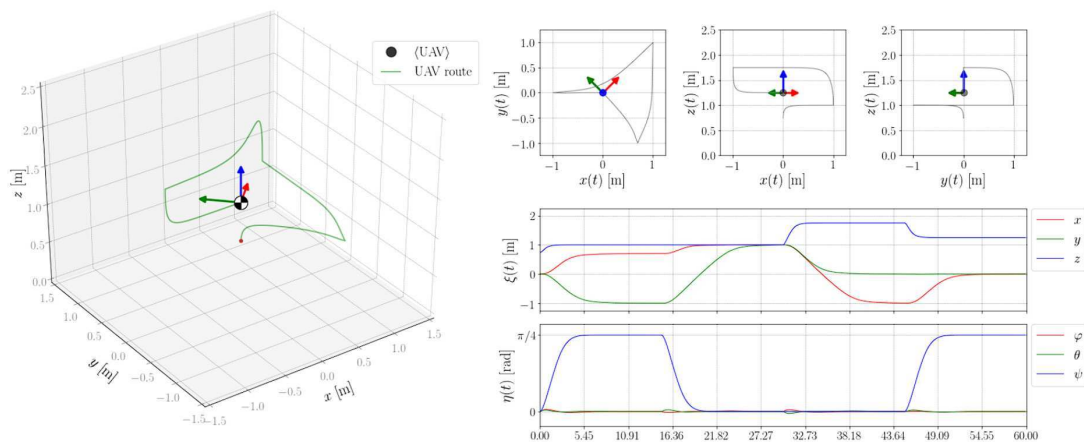 ⟨UAV⟩
UAV route
2.5
2.0
1.5
1.0
0.5
0.0
z [m]
1.5
1.0
0.5
0.0
−0.5
−1.0
−1.5
y [m]
−1.5
−1.0
−0.5
0.0
0.5
1.0
1.5
x [m]
1.0
0.5
0.0
−0.5
−1.0
y(t) [m]
−1 0 1
x(t) [m]
2.5
2.0
1.5
1.0
0.5
0.0
z(t) [m]
−1 0 1
x(t) [m]
2.5
2.0
1.5
1.0
0.5
0.0
z(t) [m]
−1 0 1
y(t) [m]
2
1
0
−1
ξ(t) [m]
x
y
z
π/4
0
η(t) [rad]
φ
θ
ψ
0.00 5.45 10.91 16.36 21.82 27.27 32.73 38.18 43.64 49.09 54.55 60.00